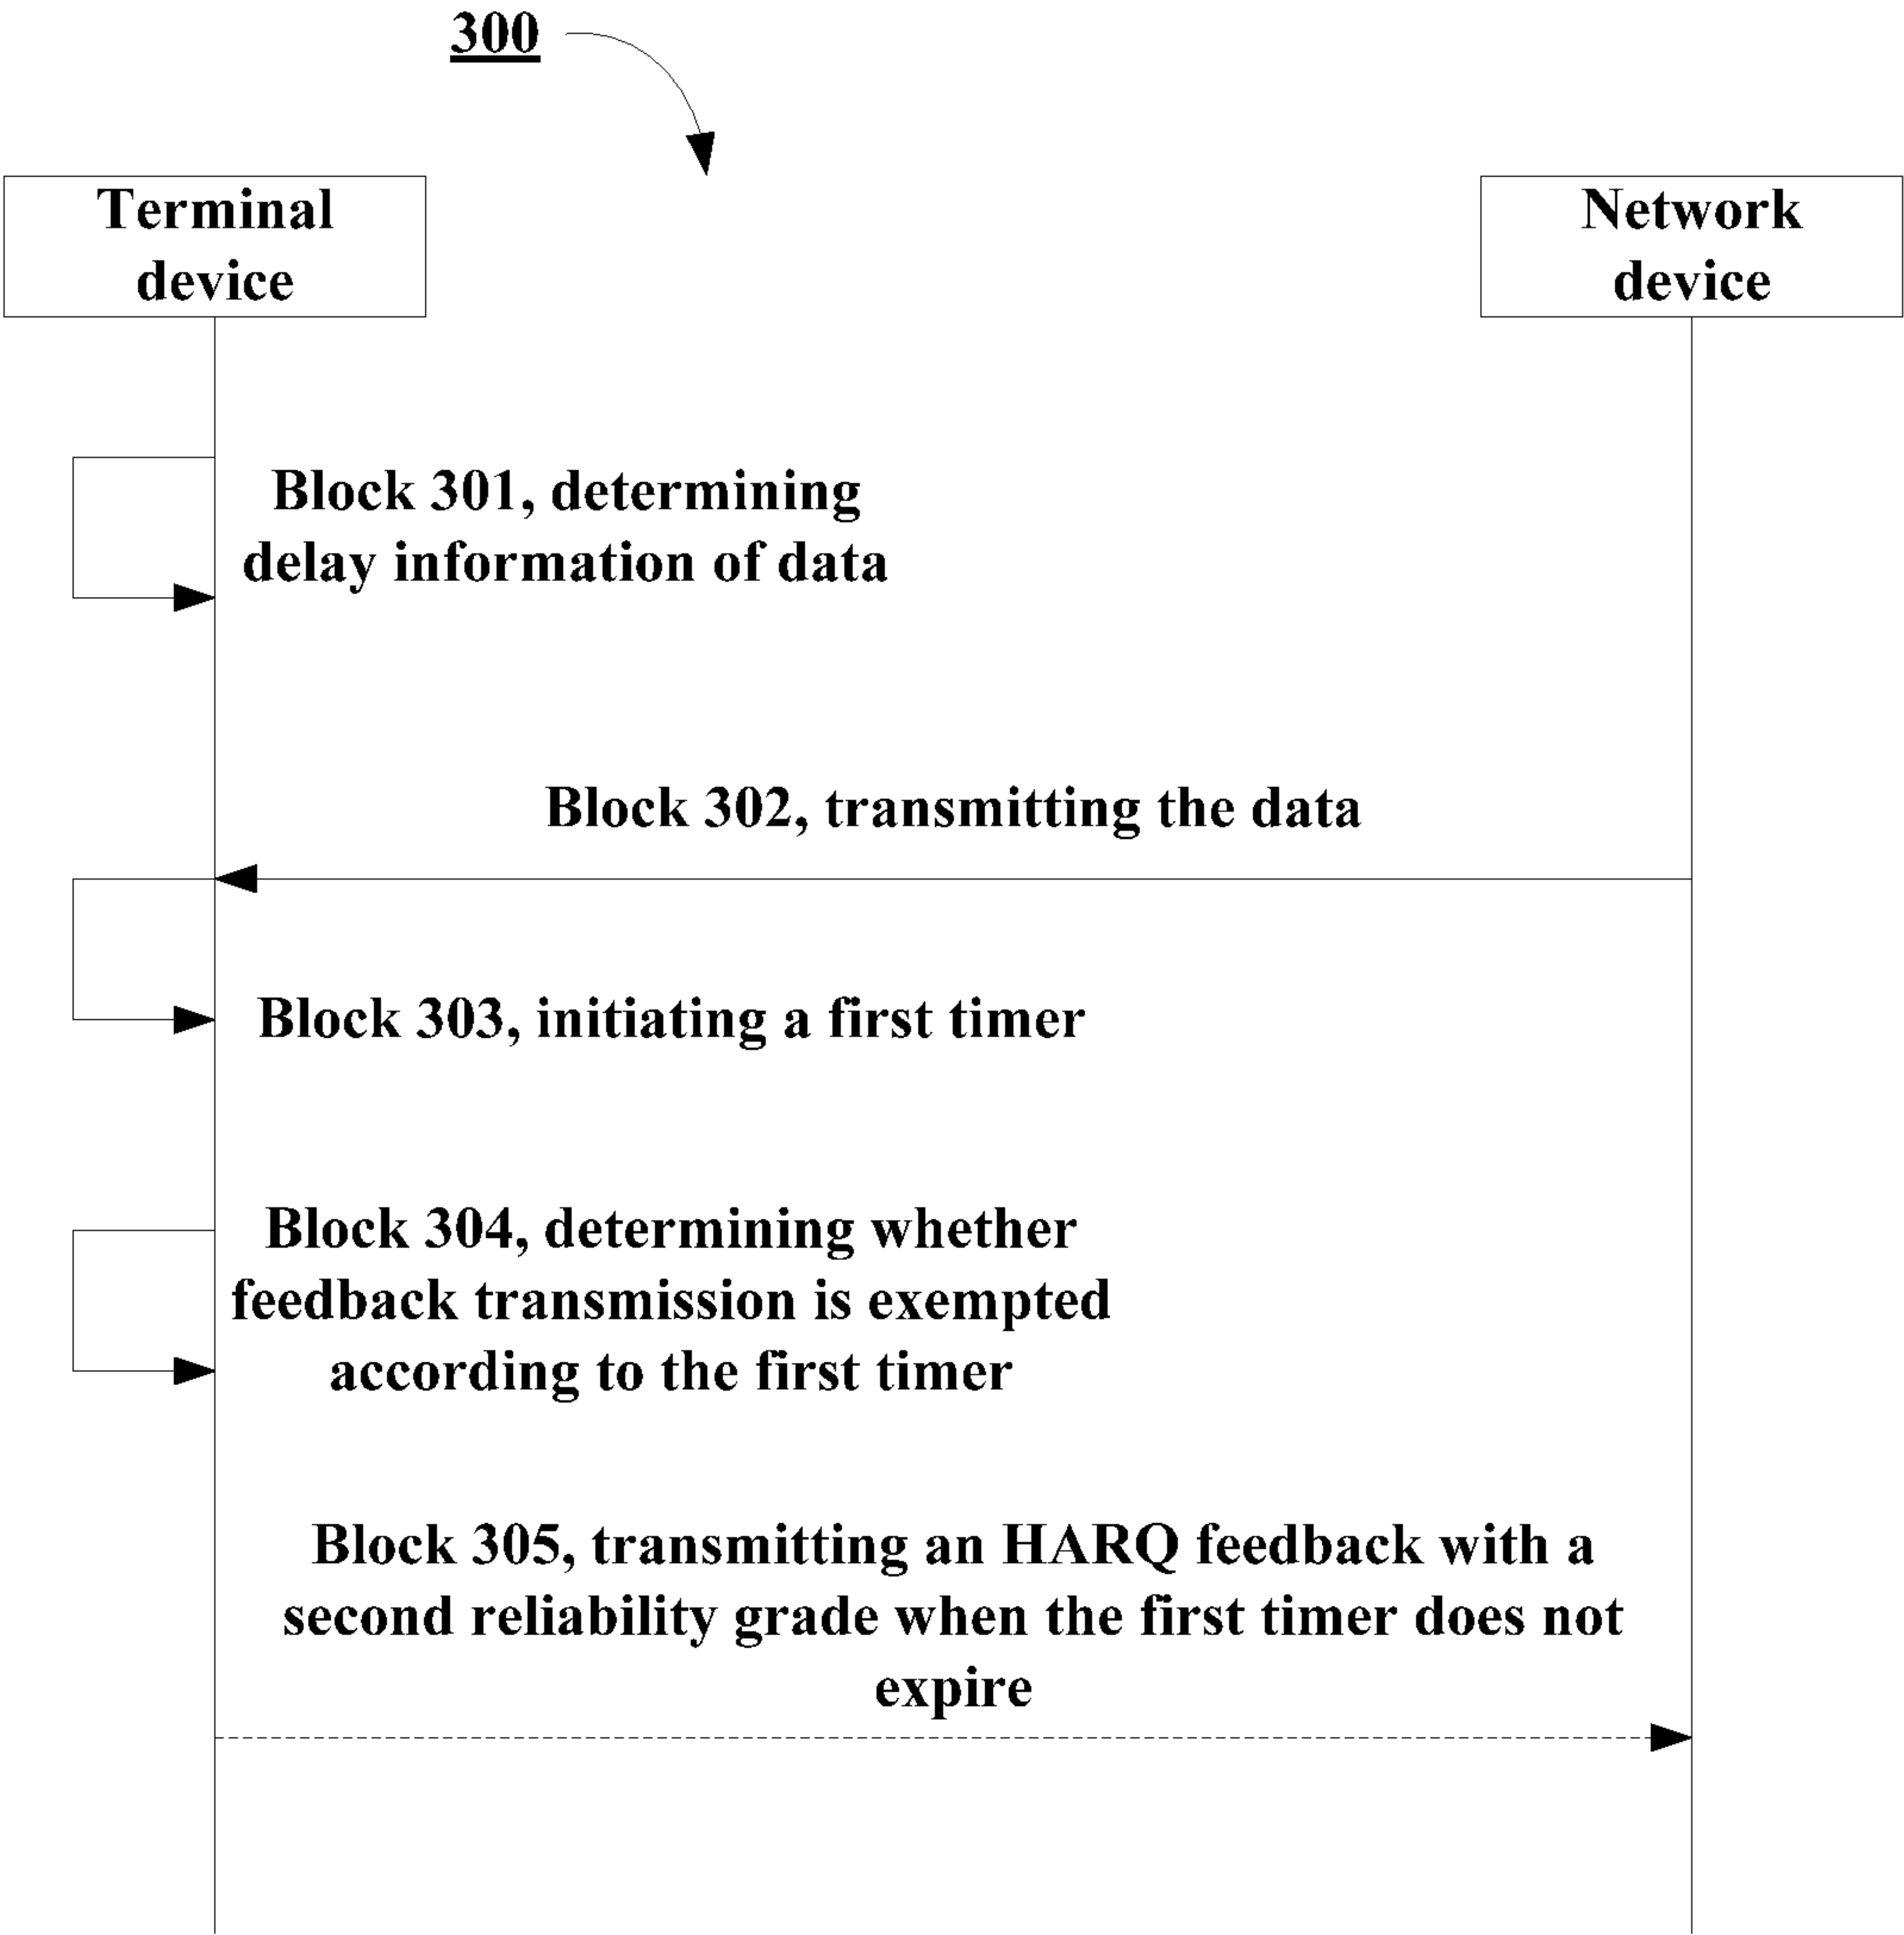 300
Terminal
device
Network
device
Block 301, determining
delay information of data
Block 302, transmitting the data
Block 303, initiating a first timer
Block 304, determining whether
feedback transmission is exempted
according to the first timer
Block 305, transmitting an HARQ feedback with a
second reliability grade when the first timer does not
expire